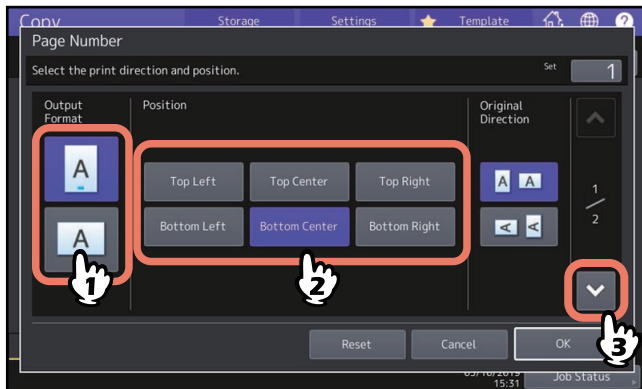 Copy Storage Settings Template ?
Page Number
Select the print direction and position. Set 1
Output Format
Position
Original Direction
A
A
Top Left Top Center Top Right
Bottom Left Bottom Center Bottom Right
A A
A A
1
/
2
1
2
3
Reset Cancel OK
15:31 Job Status